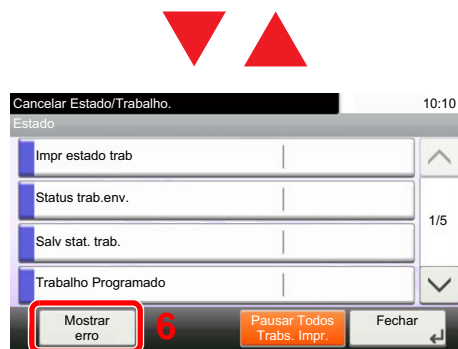 Cancelar Estado/Trabalho.
10:10
Estado
Impr estado trab
Status trab.env.
1/5
Salv stat. trab.
Trabalho Programado
Mostrar
erro
6
Pausar Todos
Trabs. Impr.
Fechar